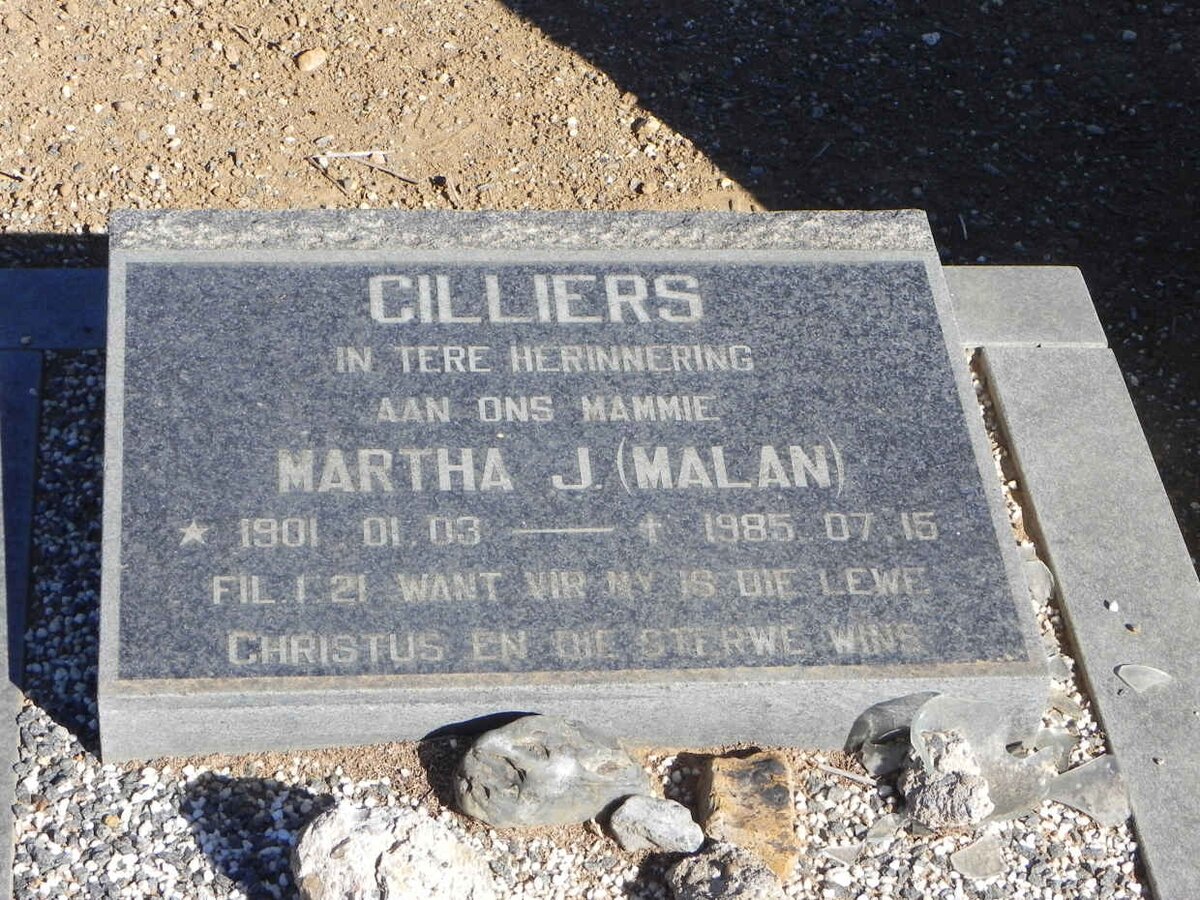 CILLIERS
IN TERE HERINNERING
AAN ONS MAMMIE
MARTHA J. (MALAN)
★ 1901. 01. 03 — † 1985. 07. 15
FIL. 1:21 WANT VIR MY IS DIE LEWE
CHRISTUS EN DIE STERWE WINS